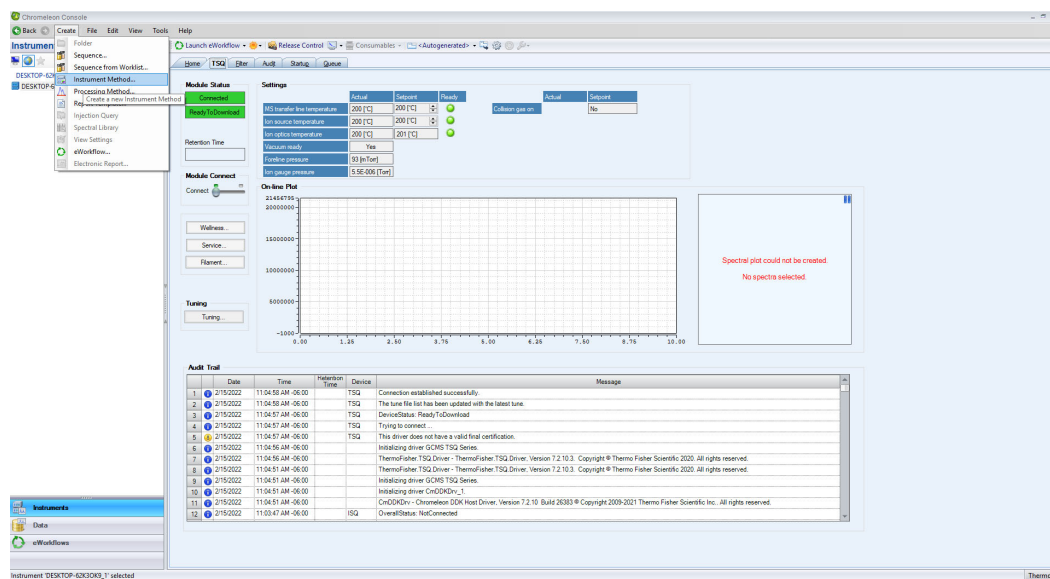 Chromeleon Console
Back Create File Edit View Tools Help
Instrumen Launch eWorkflow Release Control Consumables <Autogenerated>
Folder
Sequence...
Sequence from Worklist...
Instrument Method...
Processing Method...
Create a new Instrument Method
Injection Query
Spectral Library
View Settings
eWorkflow...
Electronic Report...
DESKTOP-62K
DESKTOP-6
Home TSQ Filter Audit Startup Queue
Module Status
Connected
ReadyToDownload
Retention Time
Module Connect
Connect
Wellness...
Service...
Filament...
Tuning
Tuning...
Settings
Actual Setpoint Ready Actual Setpoint
MS transfer line temperature 200 [°C] 200 [°C] Collision gas on No
Ion source temperature 200 [°C] 200 [°C]
Ion optics temperature 200 [°C] 201 [°C]
Vacuum ready Yes
Foreline pressure 93 [mTorr]
Ion gauge pressure 5.5E-006 [Torr]
On-line Plot
21456795
20000000
15000000
10000000
5000000
-1000
0.00 1.25 2.50 3.75 5.00 6.25 7.50 8.75 10.00
Spectral plot could not be created.
No spectra selected.
Audit Trail
Date Time Retention Time Device Message
1 2/15/2022 11:04:58 AM -06:00 TSQ Connection established successfully.
2 2/15/2022 11:04:58 AM -06:00 TSQ The tune file list has been updated with the latest tune.
3 2/15/2022 11:04:57 AM -06:00 TSQ DeviceStatus: ReadyToDownload
4 2/15/2022 11:04:57 AM -06:00 TSQ Trying to connect ...
5 2/15/2022 11:04:57 AM -06:00 TSQ This driver does not have a valid final certification.
6 2/15/2022 11:04:56 AM -06:00 Initializing driver GCMS TSQ Series.
7 2/15/2022 11:04:56 AM -06:00 ThermoFisher.TSQ.Driver - ThermoFisher.TSQ.Driver, Version 7.2.10.3. Copyright © Thermo Fisher Scientific 2020. All rights reserved.
8 2/15/2022 11:04:51 AM -06:00 ThermoFisher.TSQ.Driver - ThermoFisher.TSQ.Driver, Version 7.2.10.3. Copyright © Thermo Fisher Scientific 2020. All rights reserved.
9 2/15/2022 11:04:51 AM -06:00 Initializing driver GCMS TSQ Series.
10 2/15/2022 11:04:51 AM -06:00 Initializing driver CmDDKDrv_1.
11 2/15/2022 11:04:51 AM -06:00 CmDDKDrv - Chromeleon DDK Host Driver, Version 7.2.10 Build 26383 © Copyright 2009-2021 Thermo Fisher Scientific Inc.. All rights reserved.
12 2/15/2022 11:03:47 AM -06:00 ISQ OverallStatus: NotConnected
Instruments
Data
eWorkflows
Instrument 'DESKTOP-62K3OK9_1' selected
Thermo